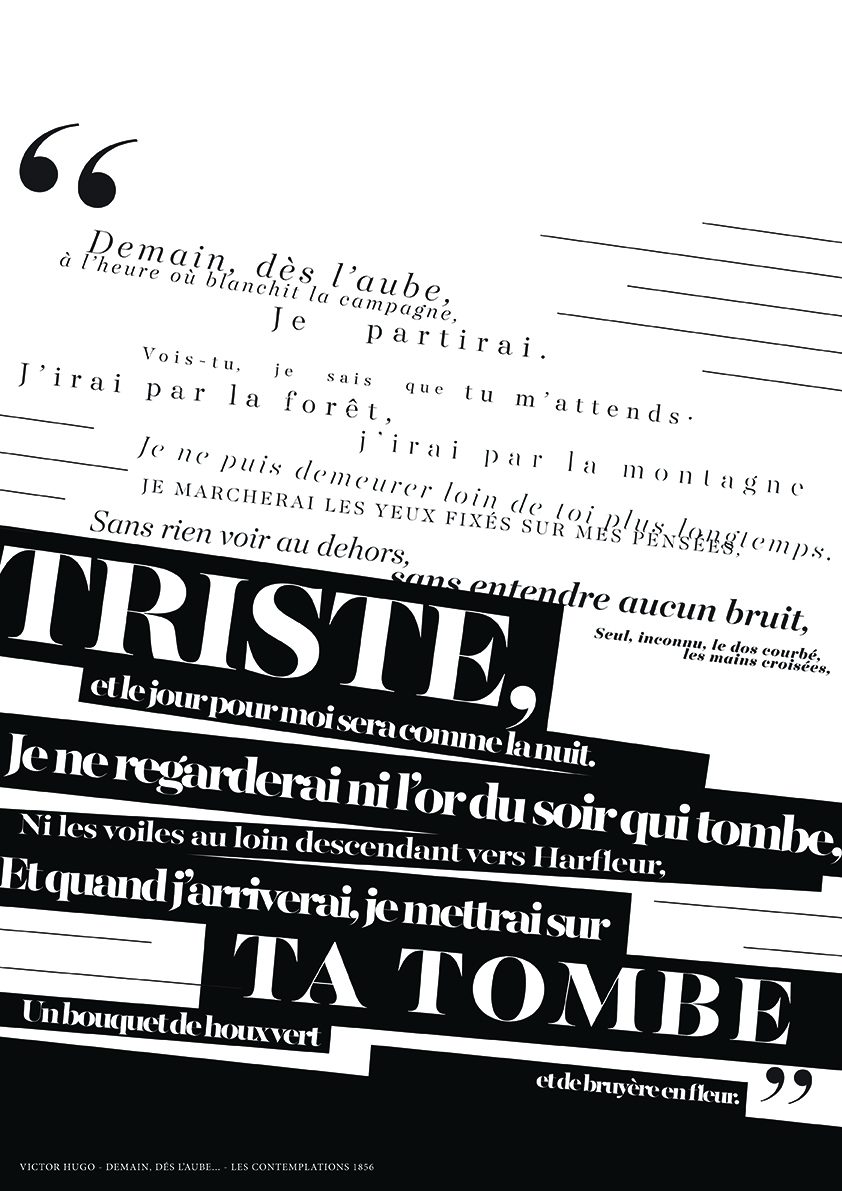 “
Demain, dès l’aube,
à l’heure où blanchit la campagne,
Je partirai.
Vois-tu, je sais que tu m’attends.
J’irai par la forêt,
j’irai par la montagne
Je ne puis demeurer loin de toi plus longtemps.
JE MARCHERAI LES YEUX FIXÉS SUR MES PENSÉES,
Sans rien voir au dehors,
sans entendre aucun bruit,
Seul, inconnu, le dos courbé,
les mains croisées,
TRISTE,
et le jour pour moi sera comme la nuit.
Je ne regarderai ni l’or du soir qui tombe,
Ni les voiles au loin descendant vers Harfleur,
Et quand j’arriverai, je mettrai sur
TA TOMBE
Un bouquet de houx vert
et de bruyère en fleur.
”
VICTOR HUGO - DEMAIN, DÉS L’AUBE... - LES CONTEMPLATIONS 1856